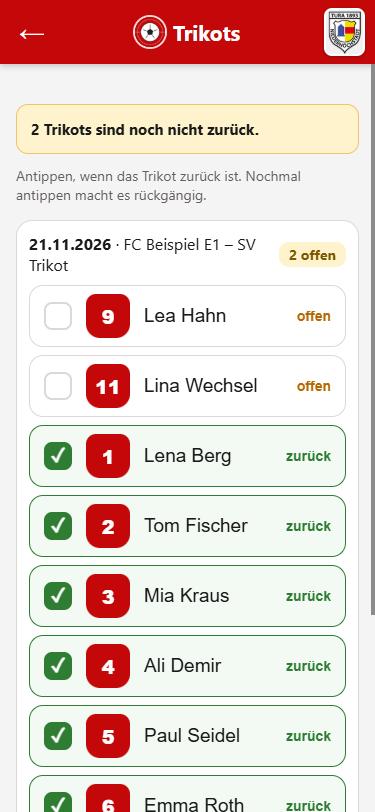 ←
Trikots
TURA 1893
NIEDERHÖCHSTADT
2 Trikots sind noch nicht zurück.
Antippen, wenn das Trikot zurück ist. Nochmal
antippen macht es rückgängig.
21.11.2026 · FC Beispiel E1 – SV
Trikot
2 offen
9 Lea Hahn offen
11 Lina Wechsel offen
✓ 1 Lena Berg zurück
✓ 2 Tom Fischer zurück
✓ 3 Mia Kraus zurück
✓ 4 Ali Demir zurück
✓ 5 Paul Seidel zurück
✓ 6 Emma Roth zurück